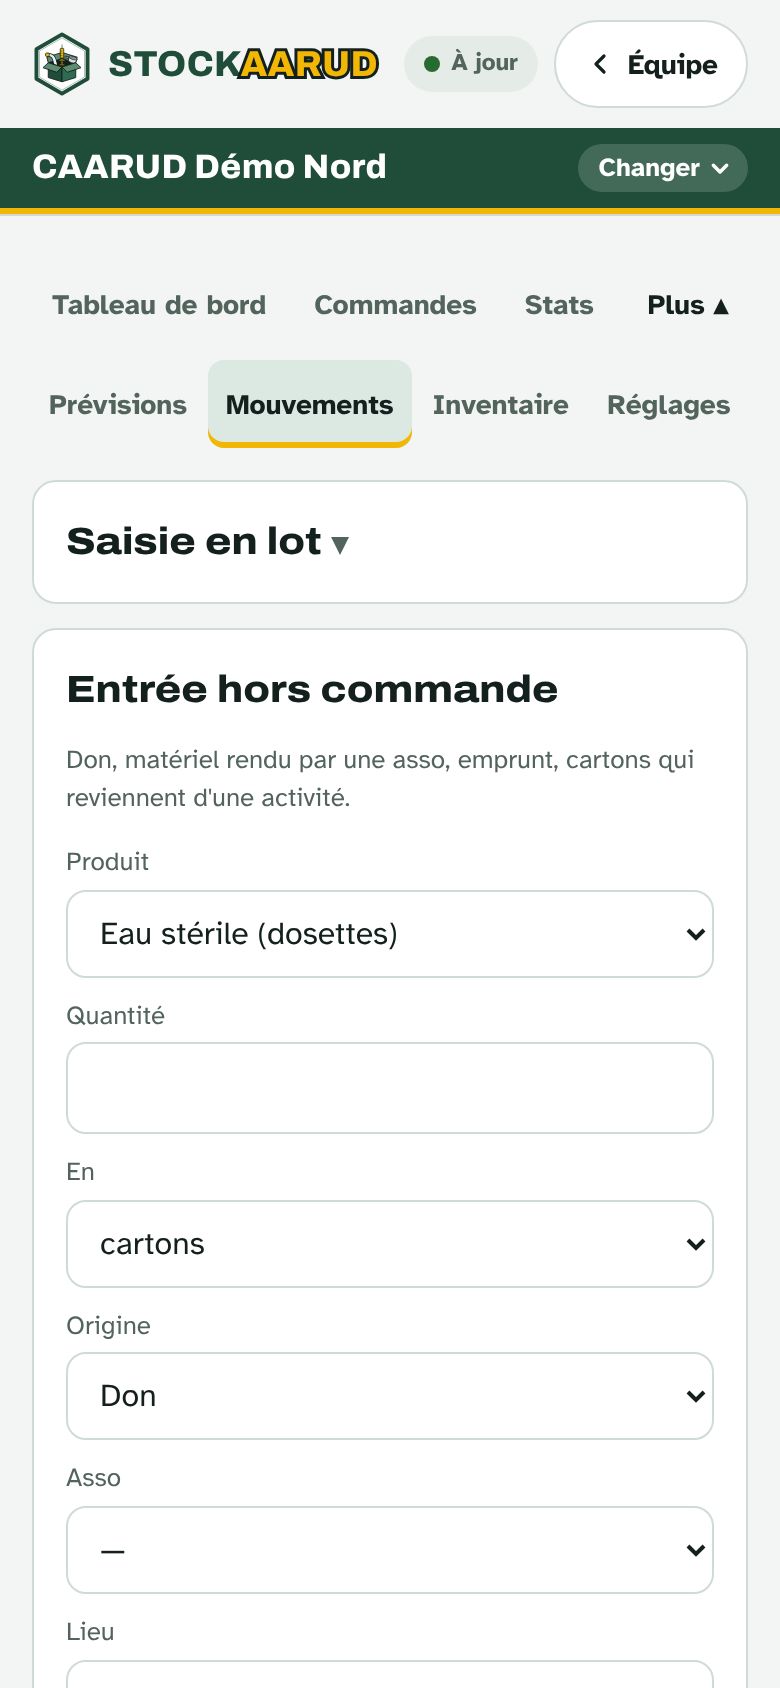 STOCKAARUD
À jour
Équipe
CAARUD Démo Nord
Changer
Tableau de bord
Commandes
Stats
Plus ▲
Prévisions
Mouvements
Inventaire
Réglages
Saisie en lot ▼
Entrée hors commande
Don, matériel rendu par une asso, emprunt, cartons qui
reviennent d'une activité.
Produit
Eau stérile (dosettes)
Quantité
En
cartons
Origine
Don
Asso
—
Lieu